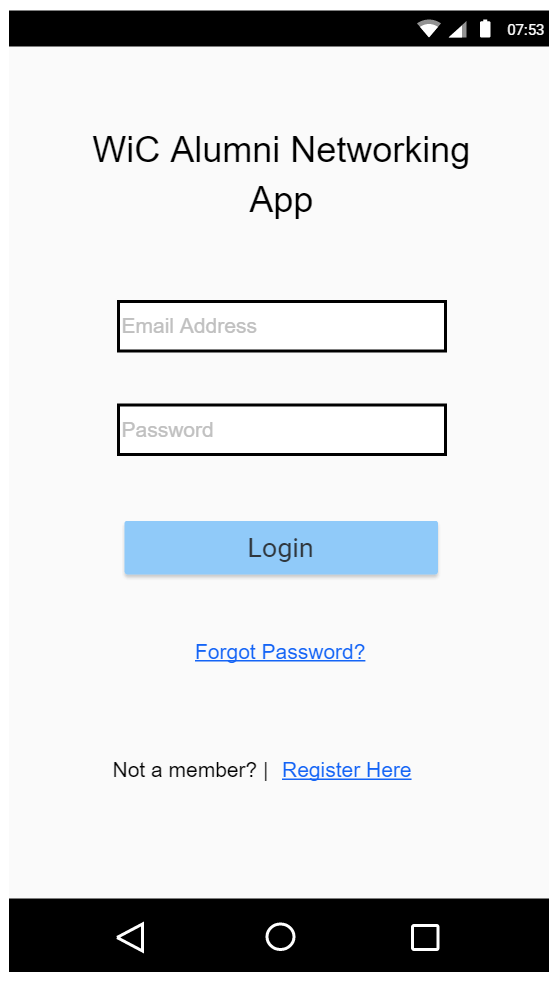 07:53
WiC Alumni Networking
App
Email Address
Password
Login
Forgot Password?
Not a member? | Register Here